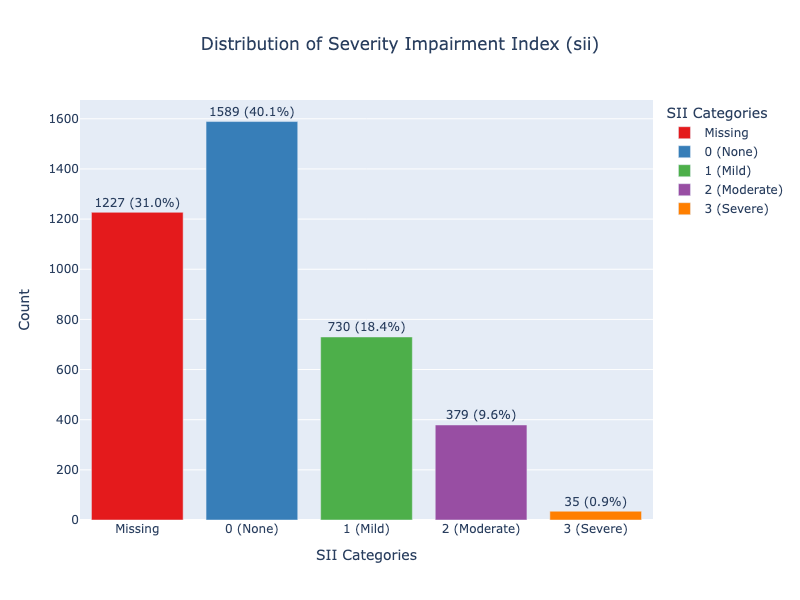 Distribution of Severity Impairment Index (sii)
SII Categories
Missing
0 (None)
1 (Mild)
2 (Moderate)
3 (Severe)
Count
1600
1400
1200
1000
800
600
400
200
0
1227 (31.0%)
1589 (40.1%)
730 (18.4%)
379 (9.6%)
35 (0.9%)
Missing
0 (None)
1 (Mild)
2 (Moderate)
3 (Severe)
SII Categories